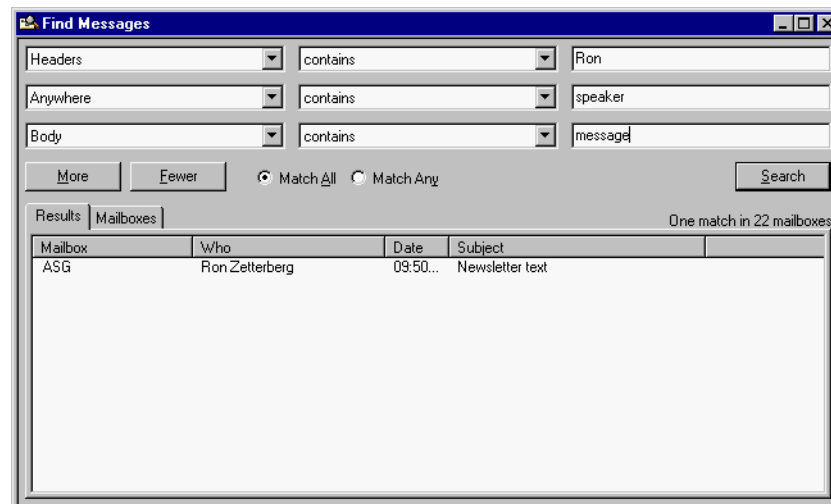 Find Messages
Headers contains Ron
Anywhere contains speaker
Body contains message
More Fewer Match All Match Any Search
Results Mailboxes One match in 22 mailboxes
Mailbox Who Date Subject
ASG Ron Zetterberg 09:50... Newsletter text